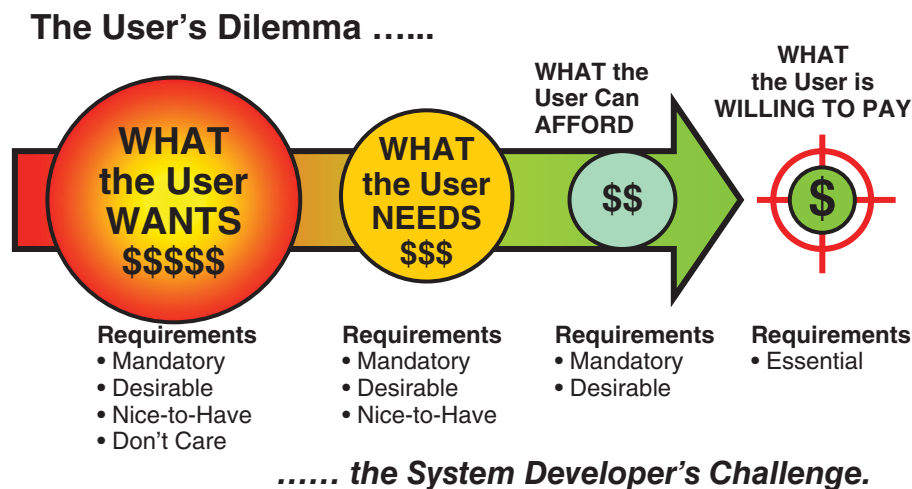 The User's Dilemma …...
WHAT
the User
WANTS
$$$$$
WHAT
the User
NEEDS
$$$
WHAT the
User Can
AFFORD
$$
WHAT
the User is
WILLING TO PAY
$
Requirements
• Mandatory
• Desirable
• Nice-to-Have
• Don't Care
Requirements
• Mandatory
• Desirable
• Nice-to-Have
Requirements
• Mandatory
• Desirable
Requirements
• Essential
…... the System Developer's Challenge.